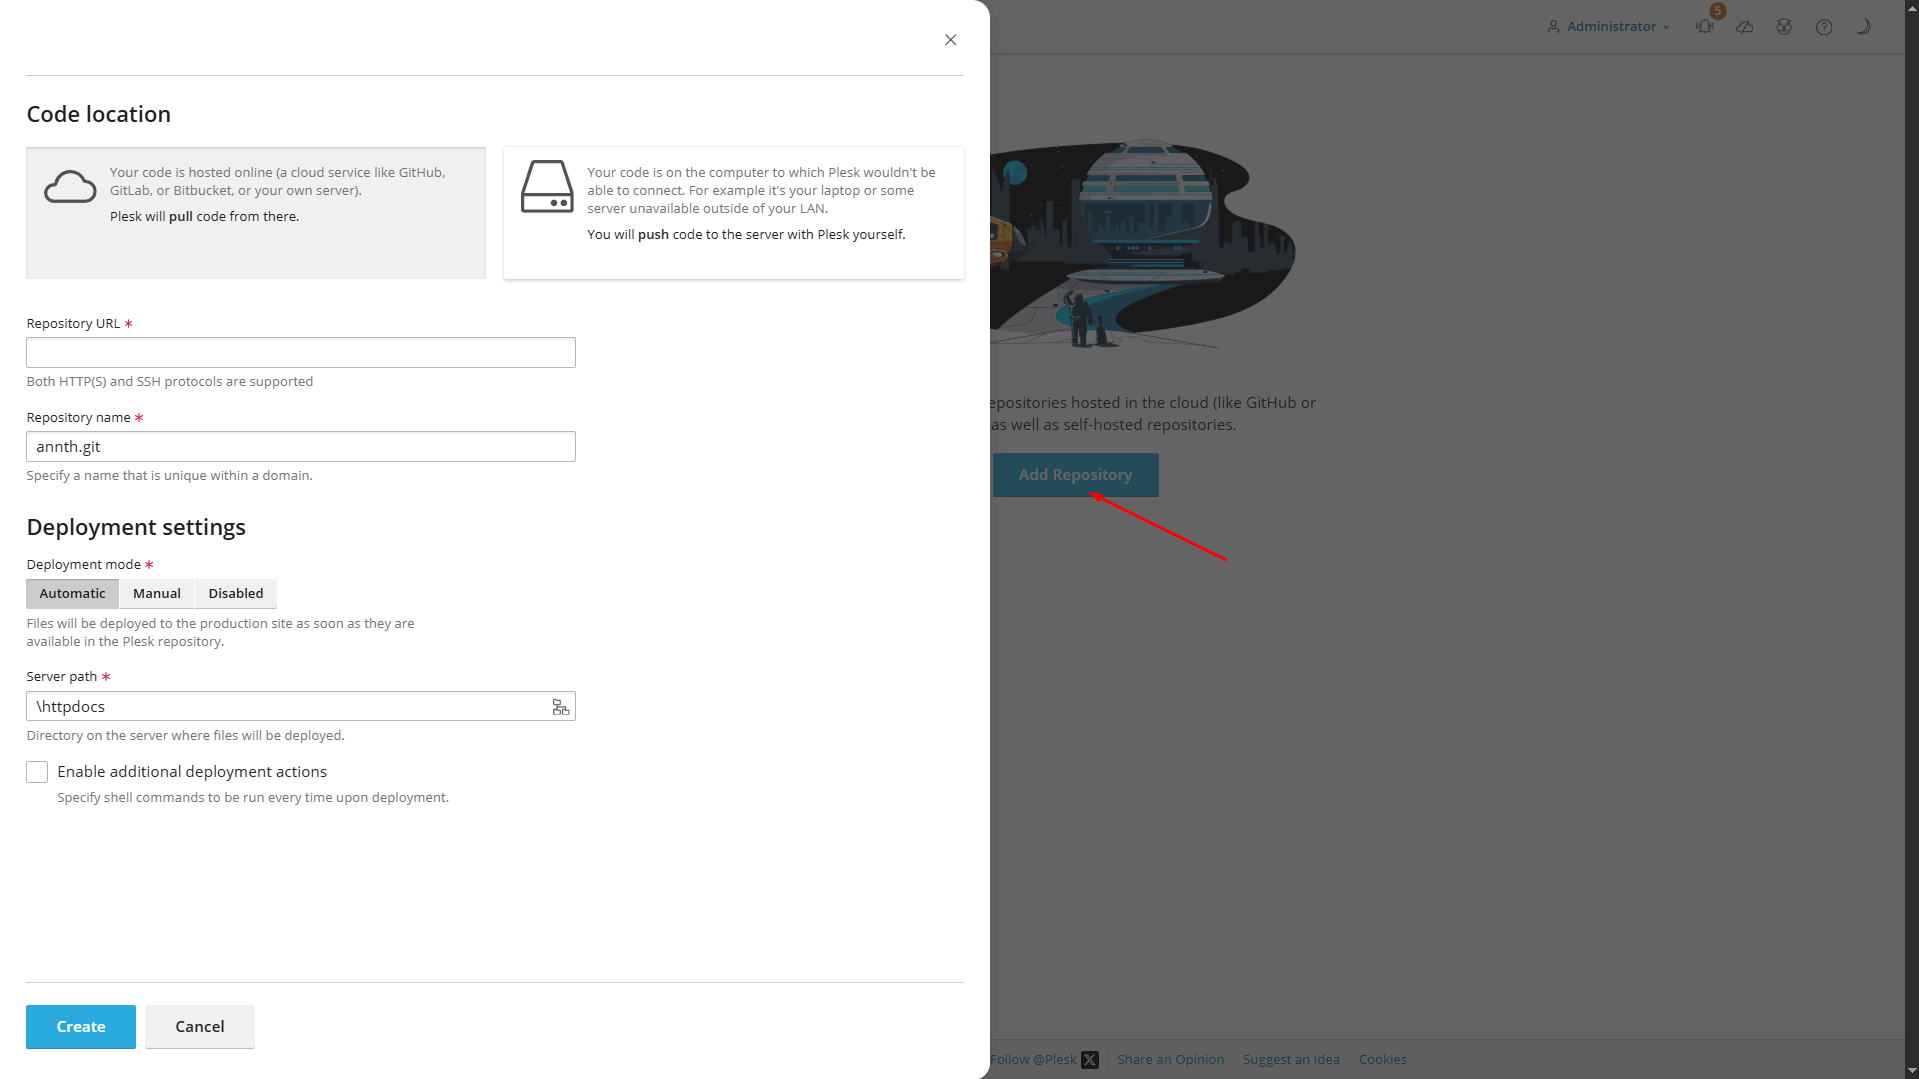 Administrator
5
Code location
Your code is hosted online (a cloud service like GitHub,
GitLab, or Bitbucket, or your own server).
Plesk will pull code from there.
Your code is on the computer to which Plesk wouldn't be
able to connect. For example it's your laptop or some
server unavailable outside of your LAN.
You will push code to the server with Plesk yourself.
Repository URL *
Both HTTP(S) and SSH protocols are supported
Repository name *
annth.git
Specify a name that is unique within a domain.
epositories hosted in the cloud (like GitHub or
as well as self-hosted repositories.
Add Repository
Deployment settings
Deployment mode *
Automatic Manual Disabled
Files will be deployed to the production site as soon as they are
available in the Plesk repository.
Server path *
\httpdocs
Directory on the server where files will be deployed.
Enable additional deployment actions
Specify shell commands to be run every time upon deployment.
Create Cancel
Follow @Plesk X Share an Opinion Suggest an Idea Cookies